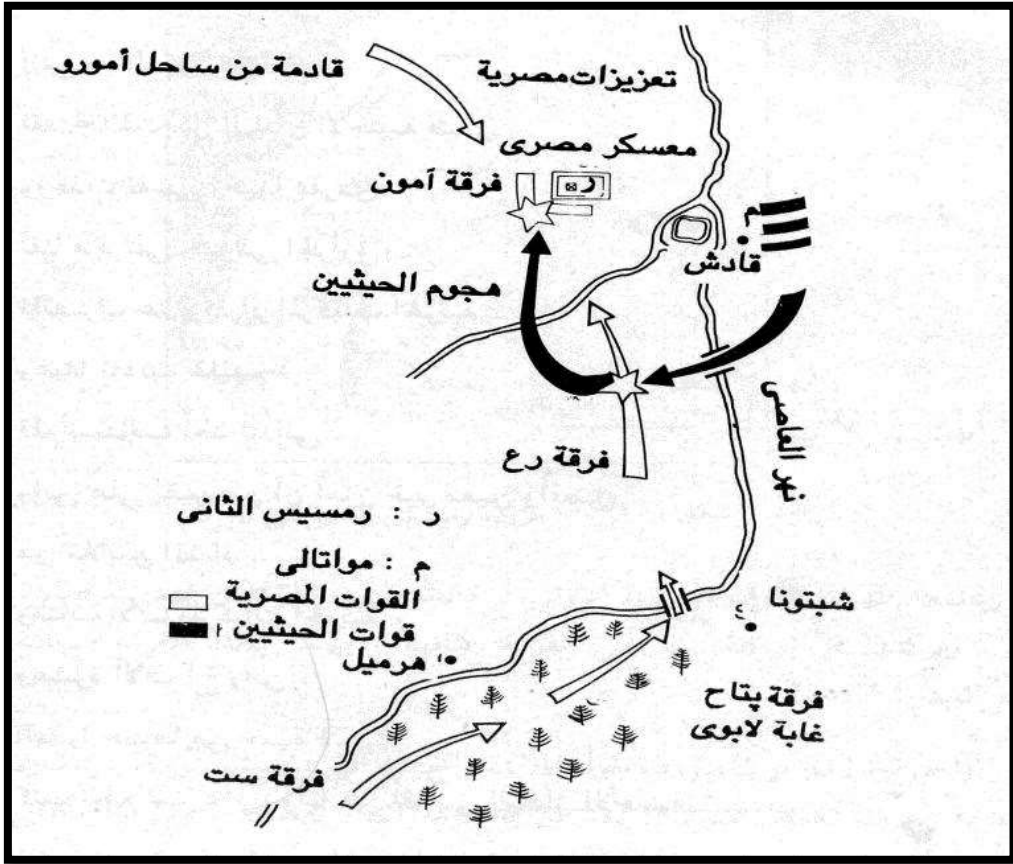 قادمة من ساحل أمورو
تعزيزات مصرية
معسكر مصرى
ر
فرقة آمون
م
قادش
هجوم الحيثيين
نهر العاصى
فرقة رع
ر : رمسيس الثانى
م : مواتالى
القوات المصرية
قوات الحيثيين
شبتونا
هرميل
فرقة پتاح
غابة لابوى
فرقة ست